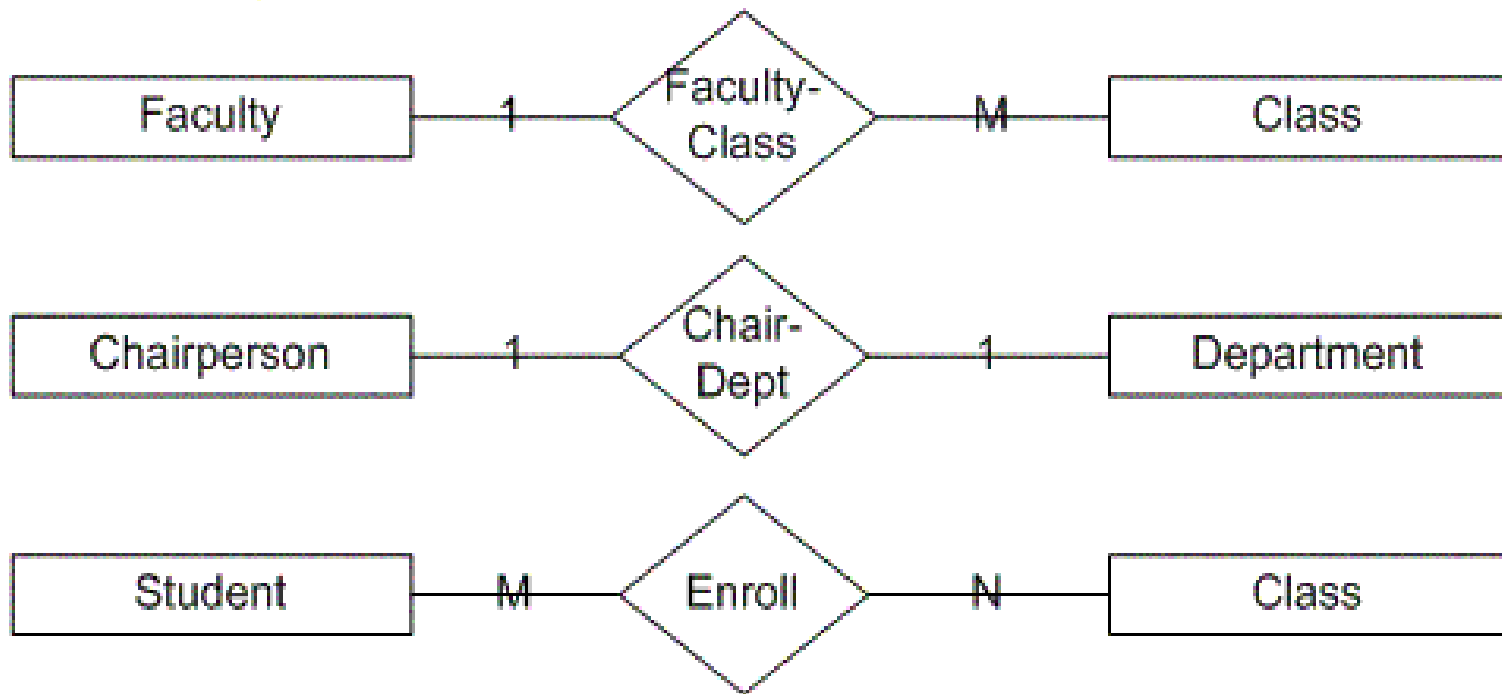 Faculty 1 Faculty- M Class
Class
Chairperson 1 Chair- 1 Department
Dept
Student M Enroll N Class